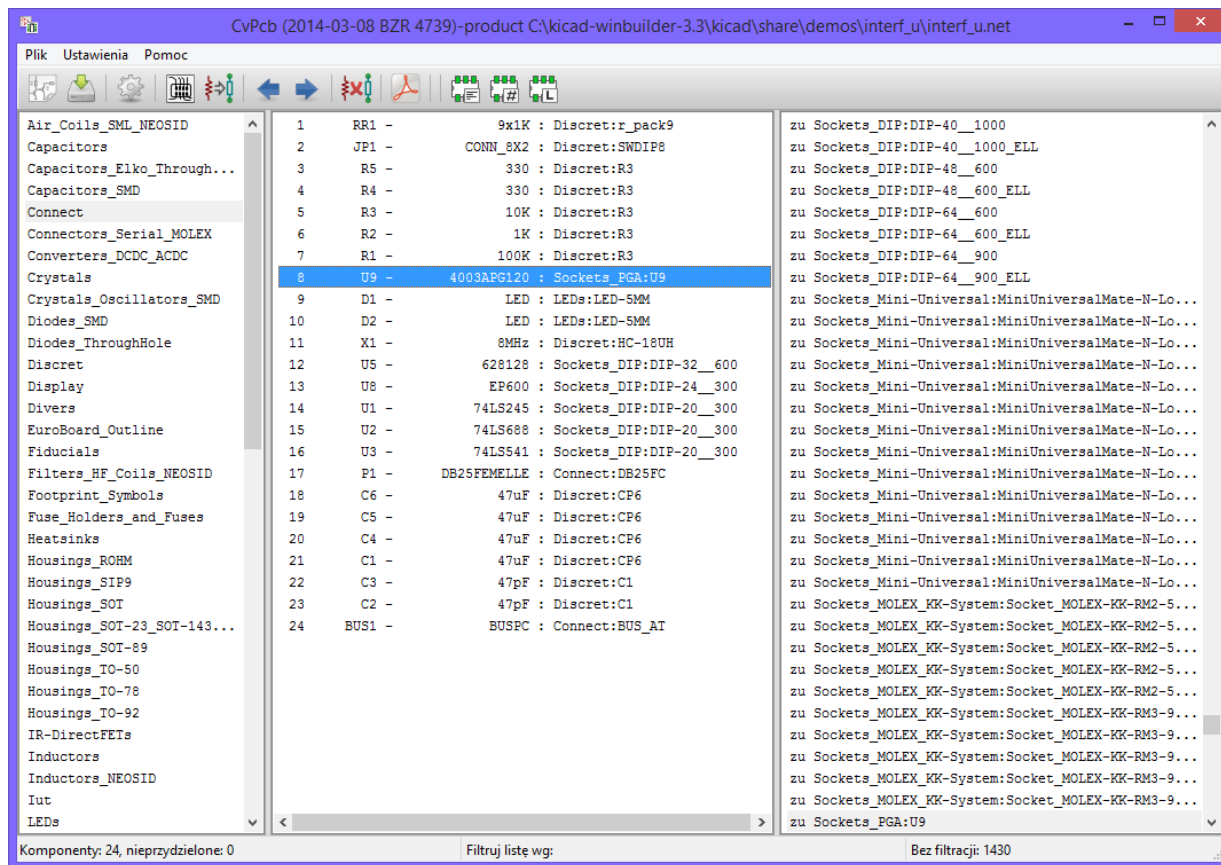 CvPcb (2014-03-08 BZR 4739)-product C:\kicad-winbuilder-3.3\kicad\share\demos\interf_u\interf_u.net
Plik Ustawienia Pomoc
Air_Coils_SML_NEOSID
Capacitors
Capacitors_Elko_Through...
Capacitors_SMD
Connect
Connectors_Serial_MOLEX
Converters_DCDC_ACDC
Crystals
Crystals_Oscillators_SMD
Diodes_SMD
Diodes_ThroughHole
Discret
Display
Divers
EuroBoard_Outline
Fiducials
Filters_HF_Coils_NEOSID
Footprint_Symbols
Fuse_Holders_and_Fuses
Heatsinks
Housings_ROHM
Housings_SIP9
Housings_SOT
Housings_SOT-23_SOT-143...
Housings_SOT-89
Housings_TO-50
Housings_TO-78
Housings_TO-92
IR-DirectFETs
Inductors
Inductors_NEOSID
Iut
LEDs
1 RR1 - 9x1K : Discret:r_pack9
2 JP1 - CONN_8X2 : Discret:SWDIP8
3 R5 - 330 : Discret:R3
4 R4 - 330 : Discret:R3
5 R3 - 10K : Discret:R3
6 R2 - 1K : Discret:R3
7 R1 - 100K : Discret:R3
8 U9 - 4003APG120 : Sockets_PGA:U9
9 D1 - LED : LEDs:LED-5MM
10 D2 - LED : LEDs:LED-5MM
11 X1 - 8MHz : Discret:HC-18UH
12 U5 - 628128 : Sockets_DIP:DIP-32__600
13 U8 - EP600 : Sockets_DIP:DIP-24__300
14 U1 - 74LS245 : Sockets_DIP:DIP-20__300
15 U2 - 74LS688 : Sockets_DIP:DIP-20__300
16 U3 - 74LS541 : Sockets_DIP:DIP-20__300
17 P1 - DB25FEMELLE : Connect:DB25FC
18 C6 - 47uF : Discret:CP6
19 C5 - 47uF : Discret:CP6
20 C4 - 47uF : Discret:CP6
21 C1 - 47uF : Discret:CP6
22 C3 - 47pF : Discret:C1
23 C2 - 47pF : Discret:C1
24 BUS1 - BUSPC : Connect:BUS_AT
zu Sockets_DIP:DIP-40__1000
zu Sockets_DIP:DIP-40__1000_ELL
zu Sockets_DIP:DIP-48__600
zu Sockets_DIP:DIP-48__600_ELL
zu Sockets_DIP:DIP-64__600
zu Sockets_DIP:DIP-64__600_ELL
zu Sockets_DIP:DIP-64__900
zu Sockets_DIP:DIP-64__900_ELL
zu Sockets_Mini-Universal:MiniUniversalMate-N-Lo...
zu Sockets_Mini-Universal:MiniUniversalMate-N-Lo...
zu Sockets_Mini-Universal:MiniUniversalMate-N-Lo...
zu Sockets_Mini-Universal:MiniUniversalMate-N-Lo...
zu Sockets_Mini-Universal:MiniUniversalMate-N-Lo...
zu Sockets_Mini-Universal:MiniUniversalMate-N-Lo...
zu Sockets_Mini-Universal:MiniUniversalMate-N-Lo...
zu Sockets_Mini-Universal:MiniUniversalMate-N-Lo...
zu Sockets_Mini-Universal:MiniUniversalMate-N-Lo...
zu Sockets_Mini-Universal:MiniUniversalMate-N-Lo...
zu Sockets_Mini-Universal:MiniUniversalMate-N-Lo...
zu Sockets_Mini-Universal:MiniUniversalMate-N-Lo...
zu Sockets_Mini-Universal:MiniUniversalMate-N-Lo...
zu Sockets_Mini-Universal:MiniUniversalMate-N-Lo...
zu Sockets_MOLEX_KK-System:Socket_MOLEX-KK-RM2-5...
zu Sockets_MOLEX_KK-System:Socket_MOLEX-KK-RM2-5...
zu Sockets_MOLEX_KK-System:Socket_MOLEX-KK-RM2-5...
zu Sockets_MOLEX_KK-System:Socket_MOLEX-KK-RM2-5...
zu Sockets_MOLEX_KK-System:Socket_MOLEX-KK-RM2-5...
zu Sockets_MOLEX_KK-System:Socket_MOLEX-KK-RM3-9...
zu Sockets_MOLEX_KK-System:Socket_MOLEX-KK-RM3-9...
zu Sockets_MOLEX_KK-System:Socket_MOLEX-KK-RM3-9...
zu Sockets_MOLEX_KK-System:Socket_MOLEX-KK-RM3-9...
zu Sockets_MOLEX_KK-System:Socket_MOLEX-KK-RM3-9...
zu Sockets_PGA:U9
Komponenty: 24, nieprzydzielone: 0
Filtruj listę wg:
Bez filtracji: 1430